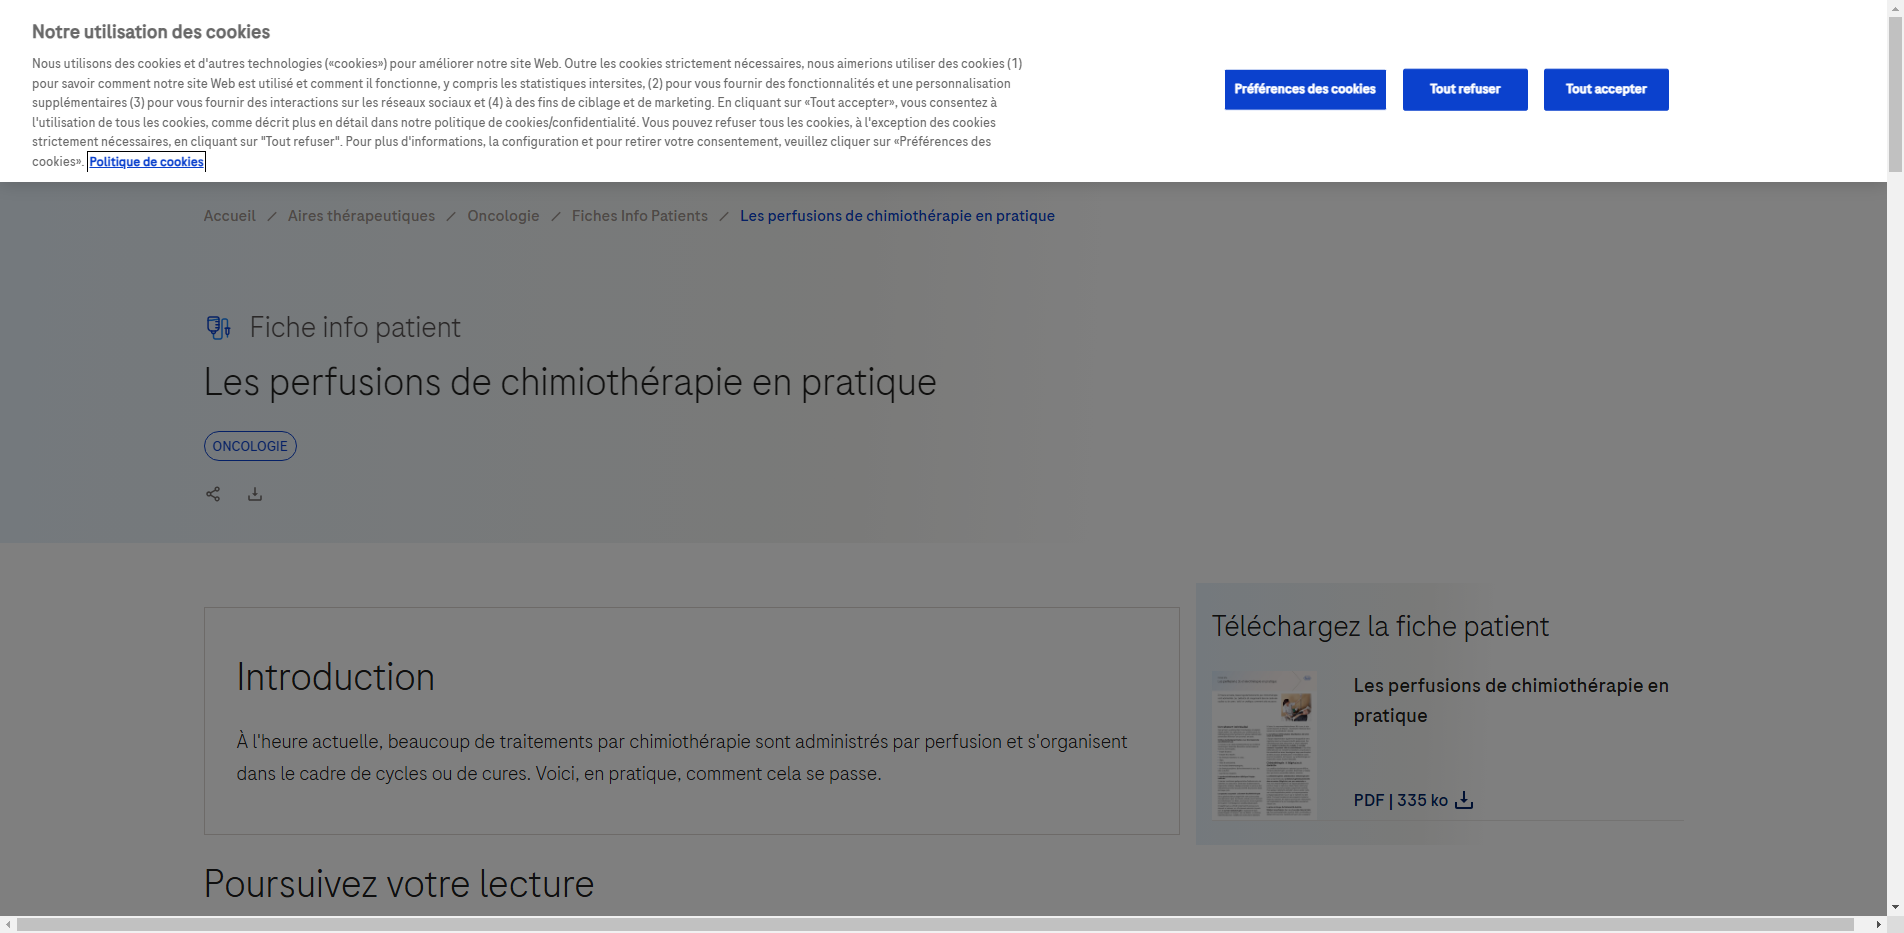 Notre utilisation des cookies
Nous utilisons des cookies et d'autres technologies («cookies») pour améliorer notre site Web. Outre les cookies strictement nécessaires, nous aimerions utiliser des cookies (1)
pour savoir comment notre site Web est utilisé et comment il fonctionne, y compris les statistiques intersites, (2) pour vous fournir des fonctionnalités et une personnalisation
supplémentaires (3) pour vous fournir des interactions sur les réseaux sociaux et (4) à des fins de ciblage et de marketing. En cliquant sur «Tout accepter», vous consentez à
l'utilisation de tous les cookies, comme décrit plus en détail dans notre politique de cookies/confidentialité. Vous pouvez refuser tous les cookies, à l'exception des cookies
strictement nécessaires, en cliquant sur "Tout refuser". Pour plus d'informations, la configuration et pour retirer votre consentement, veuillez cliquer sur «Préférences des
cookies». Politique de cookies
Préférences des cookies
Tout refuser
Tout accepter
Accueil / Aires thérapeutiques / Oncologie / Fiches Info Patients / Les perfusions de chimiothérapie en pratique
Fiche info patient
Les perfusions de chimiothérapie en pratique
ONCOLOGIE
Introduction
À l'heure actuelle, beaucoup de traitements par chimiothérapie sont administrés par perfusion et s'organisent
dans le cadre de cycles ou de cures. Voici, en pratique, comment cela se passe.
Téléchargez la fiche patient
Les perfusions de chimiothérapie en
pratique
PDF | 335 ko
Poursuivez votre lecture